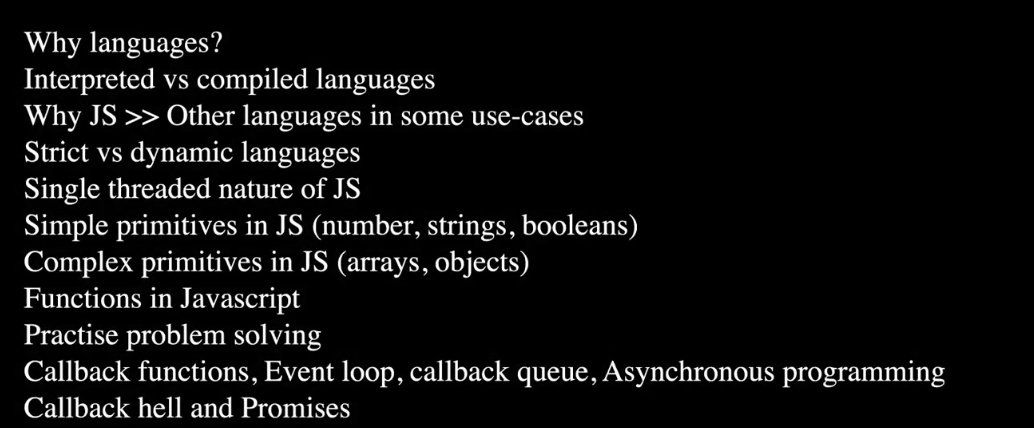 Why languages?
Interpreted vs compiled languages
Why JS >> Other languages in some use-cases
Strict vs dynamic languages
Single threaded nature of JS
Simple primitives in JS (number, strings, booleans)
Complex primitives in JS (arrays, objects)
Functions in Javascript
Practise problem solving
Callback functions, Event loop, callback queue, Asynchronous programming
Callback hell and Promises